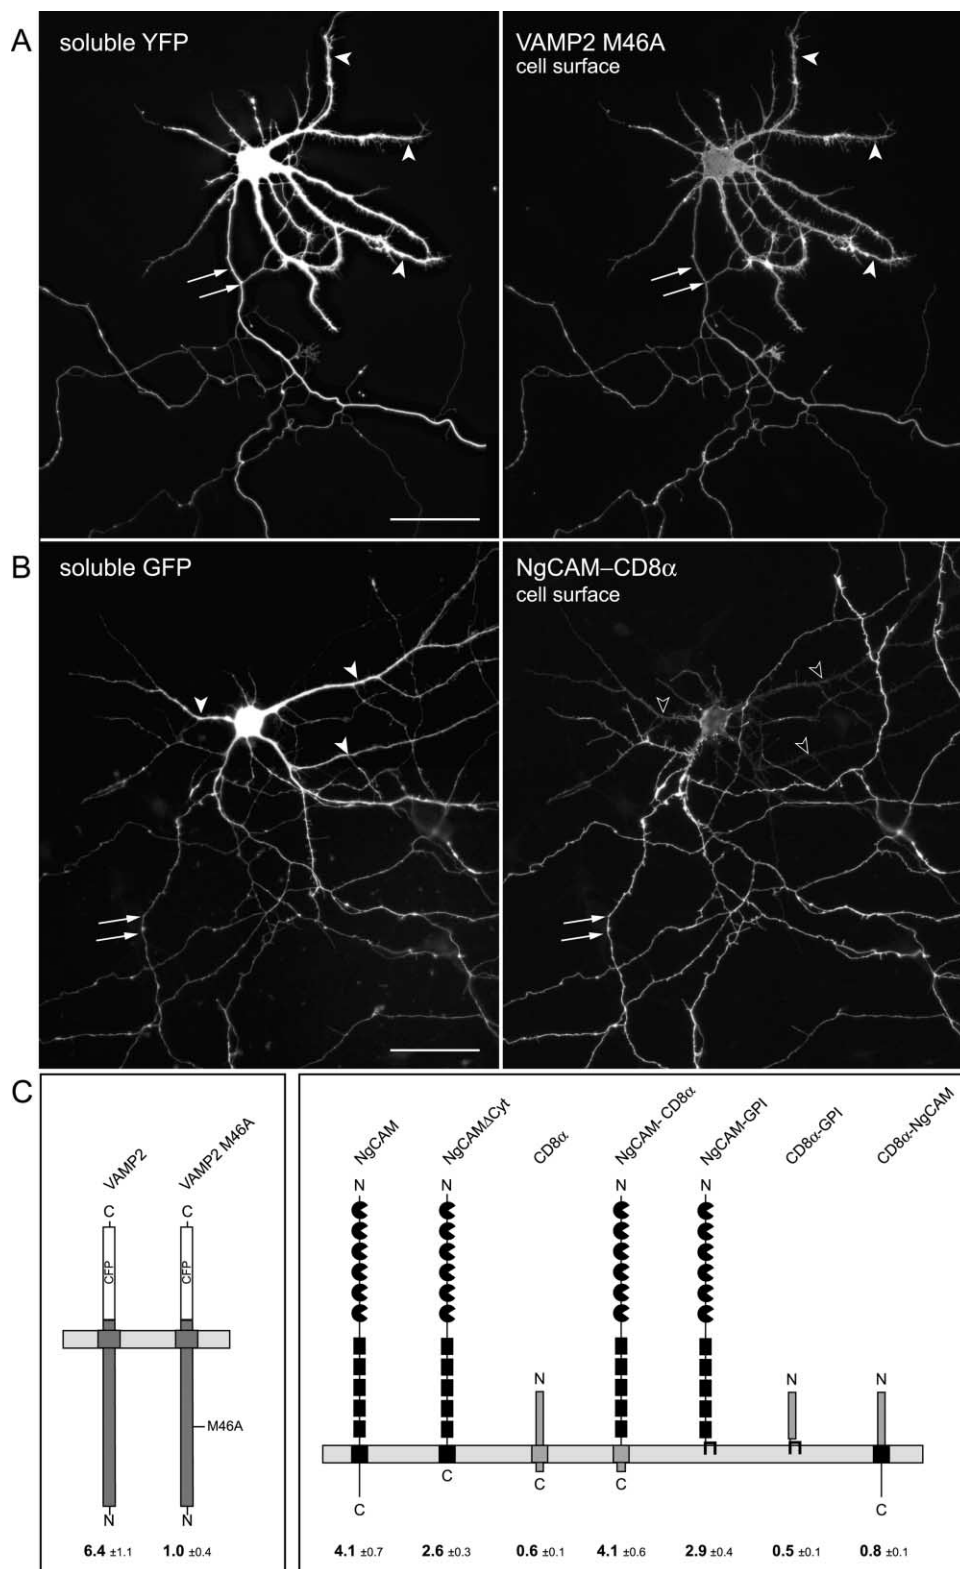 A
soluble YFP
VAMP2 M46A
cell surface
B
soluble GFP
NgCAM–CD8α
cell surface
C
VAMP2
VAMP2 M46A
C
C
CFP
CFP
M46A
N
N
6.4 ±1.1
1.0 ±0.4
NgCAM
NgCAMΔCyt
CD8α
NgCAM- CD8α
NgCAM-GPI
CD8α-GPI
CD8α-NgCAM
N
N
N
N
N
N
N
C
C
C
C
C
4.1 ±0.7
2.6 ±0.3
0.6 ±0.1
4.1 ±0.6
2.9 ±0.4
0.5 ±0.1
0.8 ±0.1